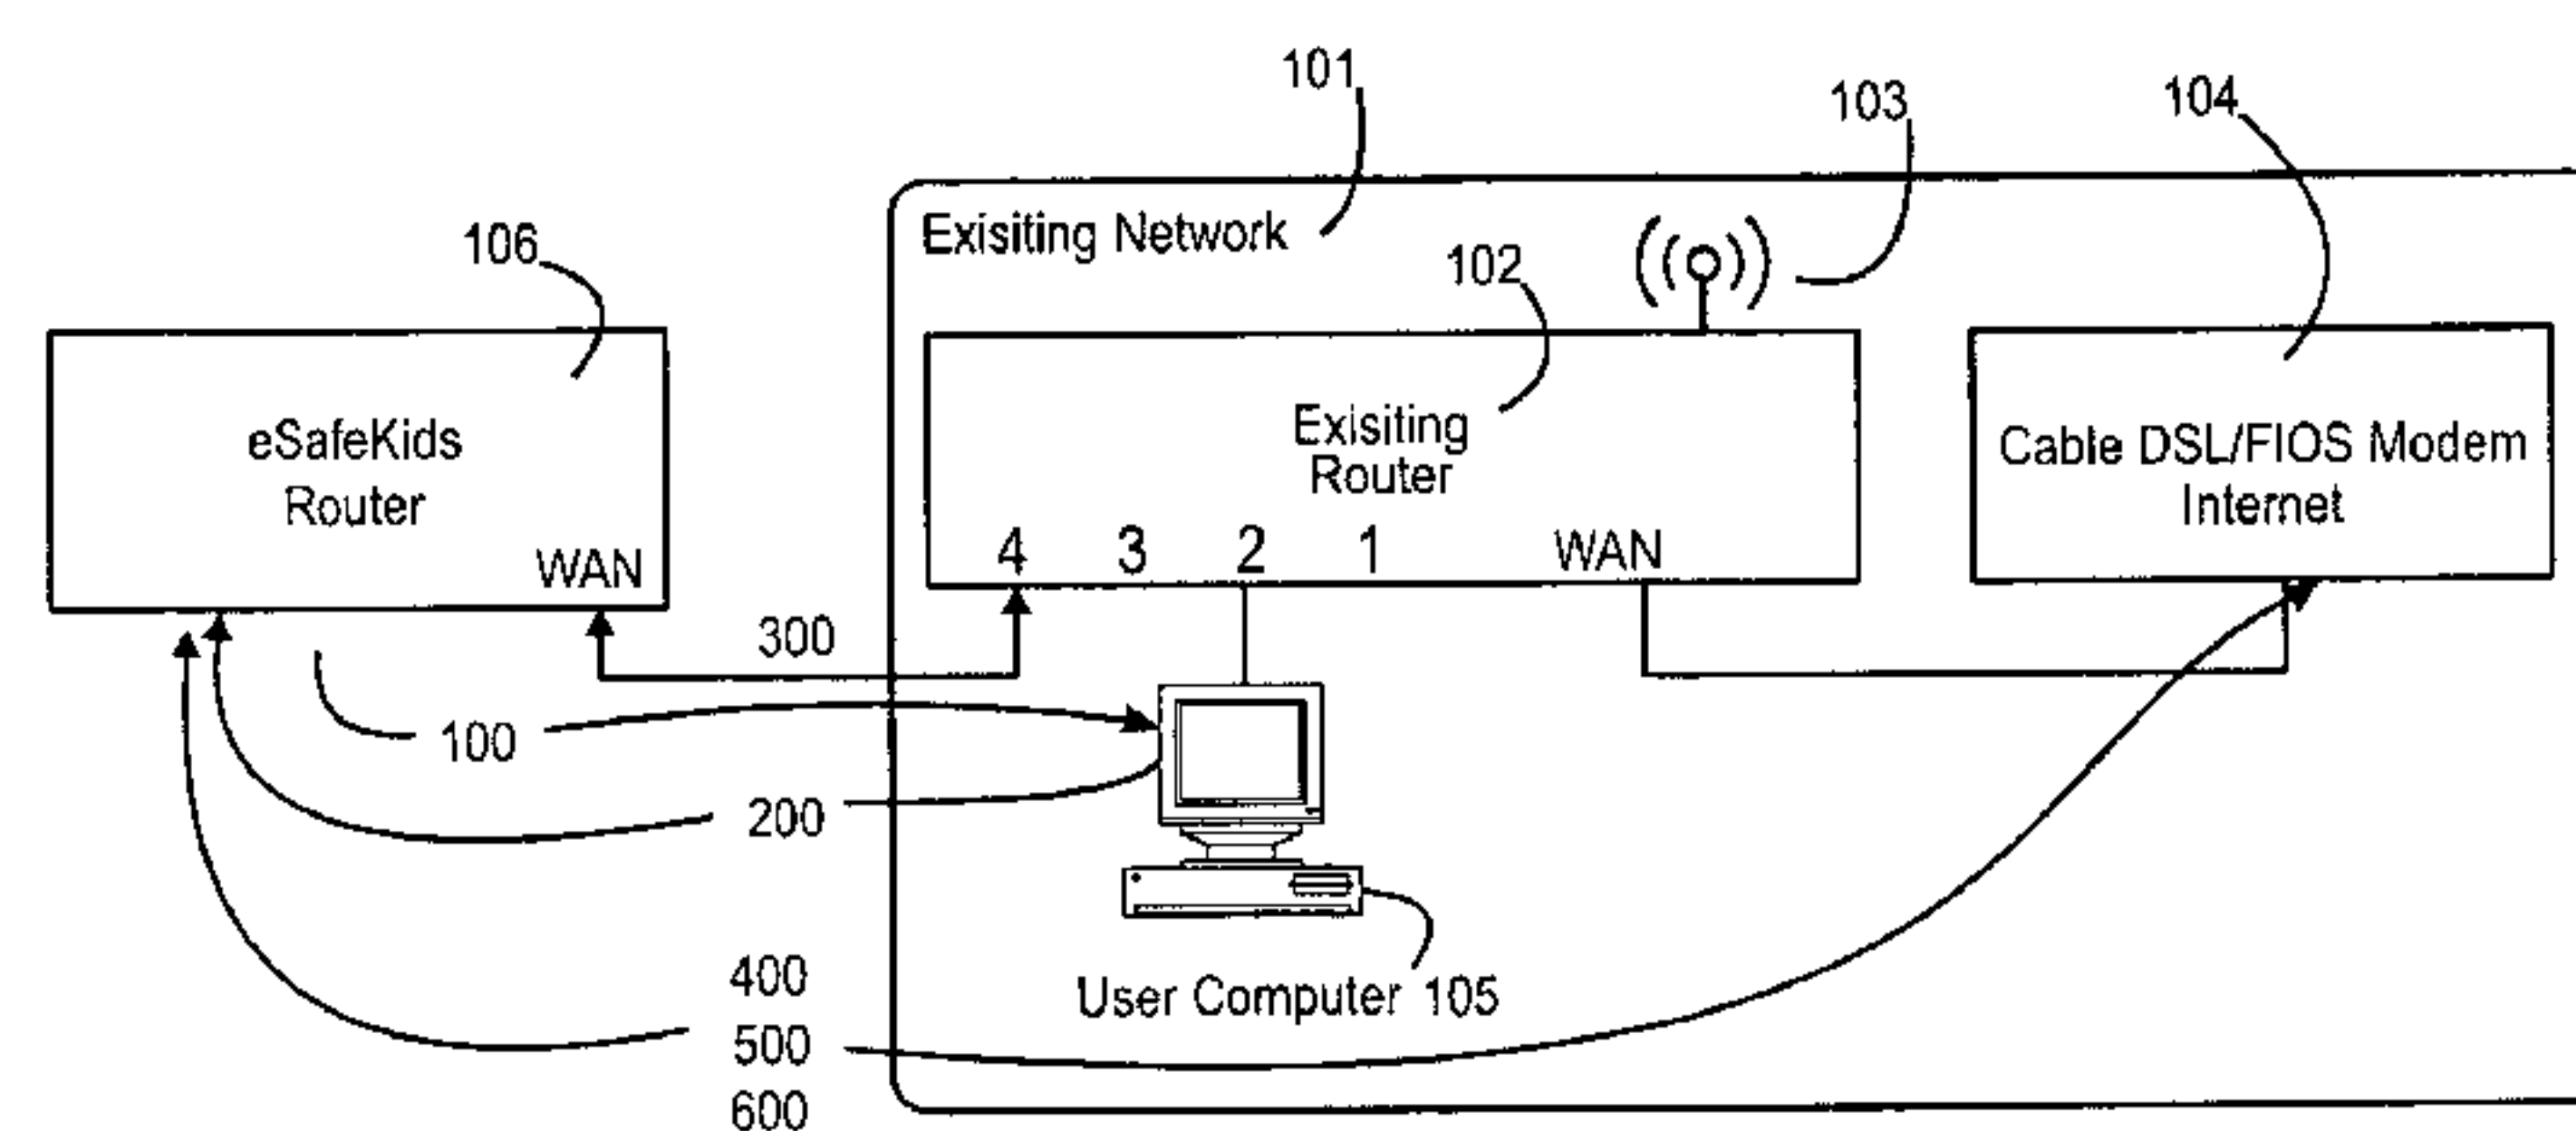 101
103
104
Exisiting Network
106
102
eSafeKids
Router
WAN
Exisiting
Router
4 3 2 1 WAN
Cable DSL/FIOS Modem
Internet
300
100
200
User Computer 105
400
500
600